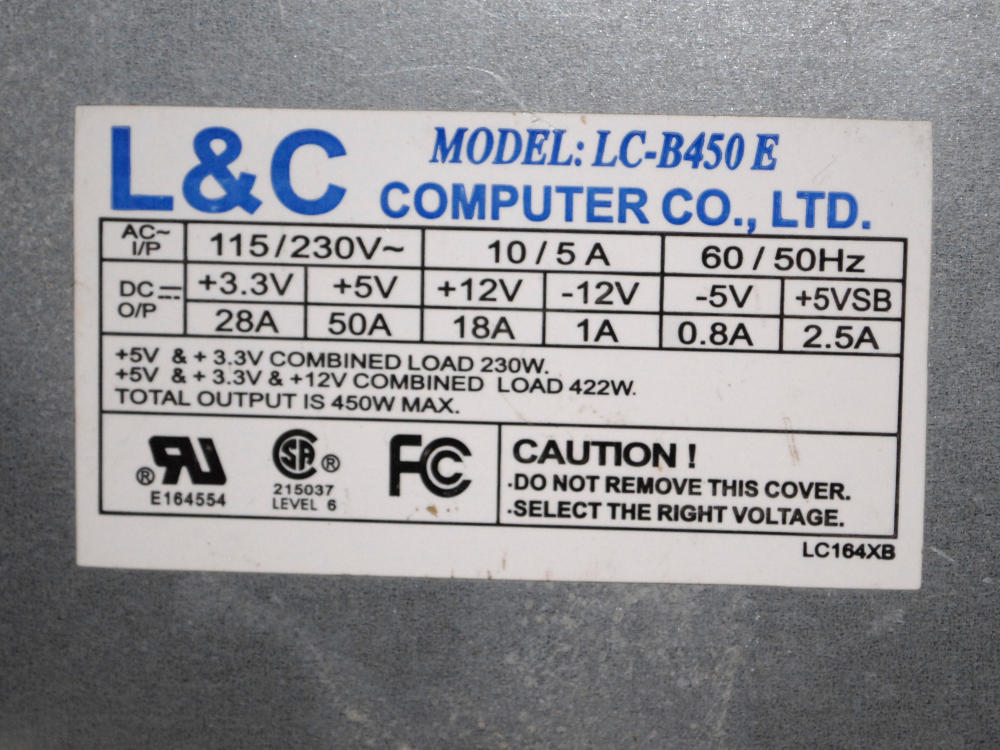 L&C MODEL: LC-B450 E
COMPUTER CO., LTD.
AC~ I/P 115/230V~ 10/5A 60/50Hz
DC O/P +3.3V +5V +12V -12V -5V +5VSB
28A 50A 18A 1A 0.8A 2.5A
+5V & + 3.3V COMBINED LOAD 230W.
+5V & + 3.3V & +12V COMBINED LOAD 422W.
TOTAL OUTPUT IS 450W MAX.
® RU
E164554
SA ®
215037
LEVEL 6
FC
CAUTION !
·DO NOT REMOVE THIS COVER.
·SELECT THE RIGHT VOLTAGE.
LC164XB